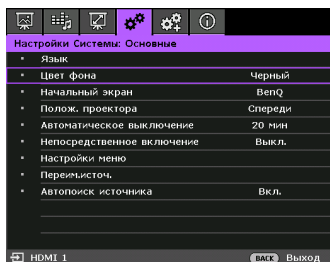 Настройки Системы: Основные
Язык
Цвет фона Черный
Начальный экран BenQ
Полож. проектора Спереди
Автоматическое выключение 20 мин
Непосредственное включение Выкл.
Настройки меню
Переим.источ.
Автопоиск источника Вкл.
HDMI 1 BACK Выход